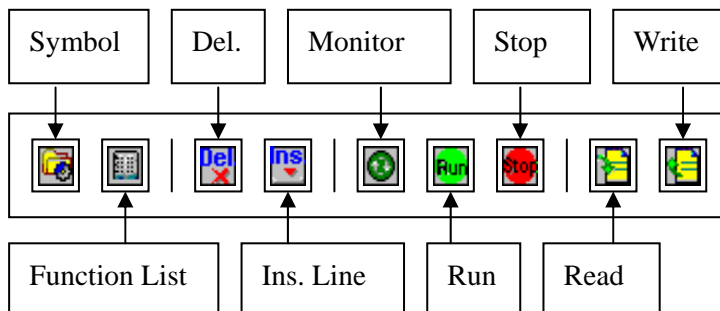 Symbol Del. Monitor Stop Write
Del Ins Run Stop
Function List Ins. Line Run Read